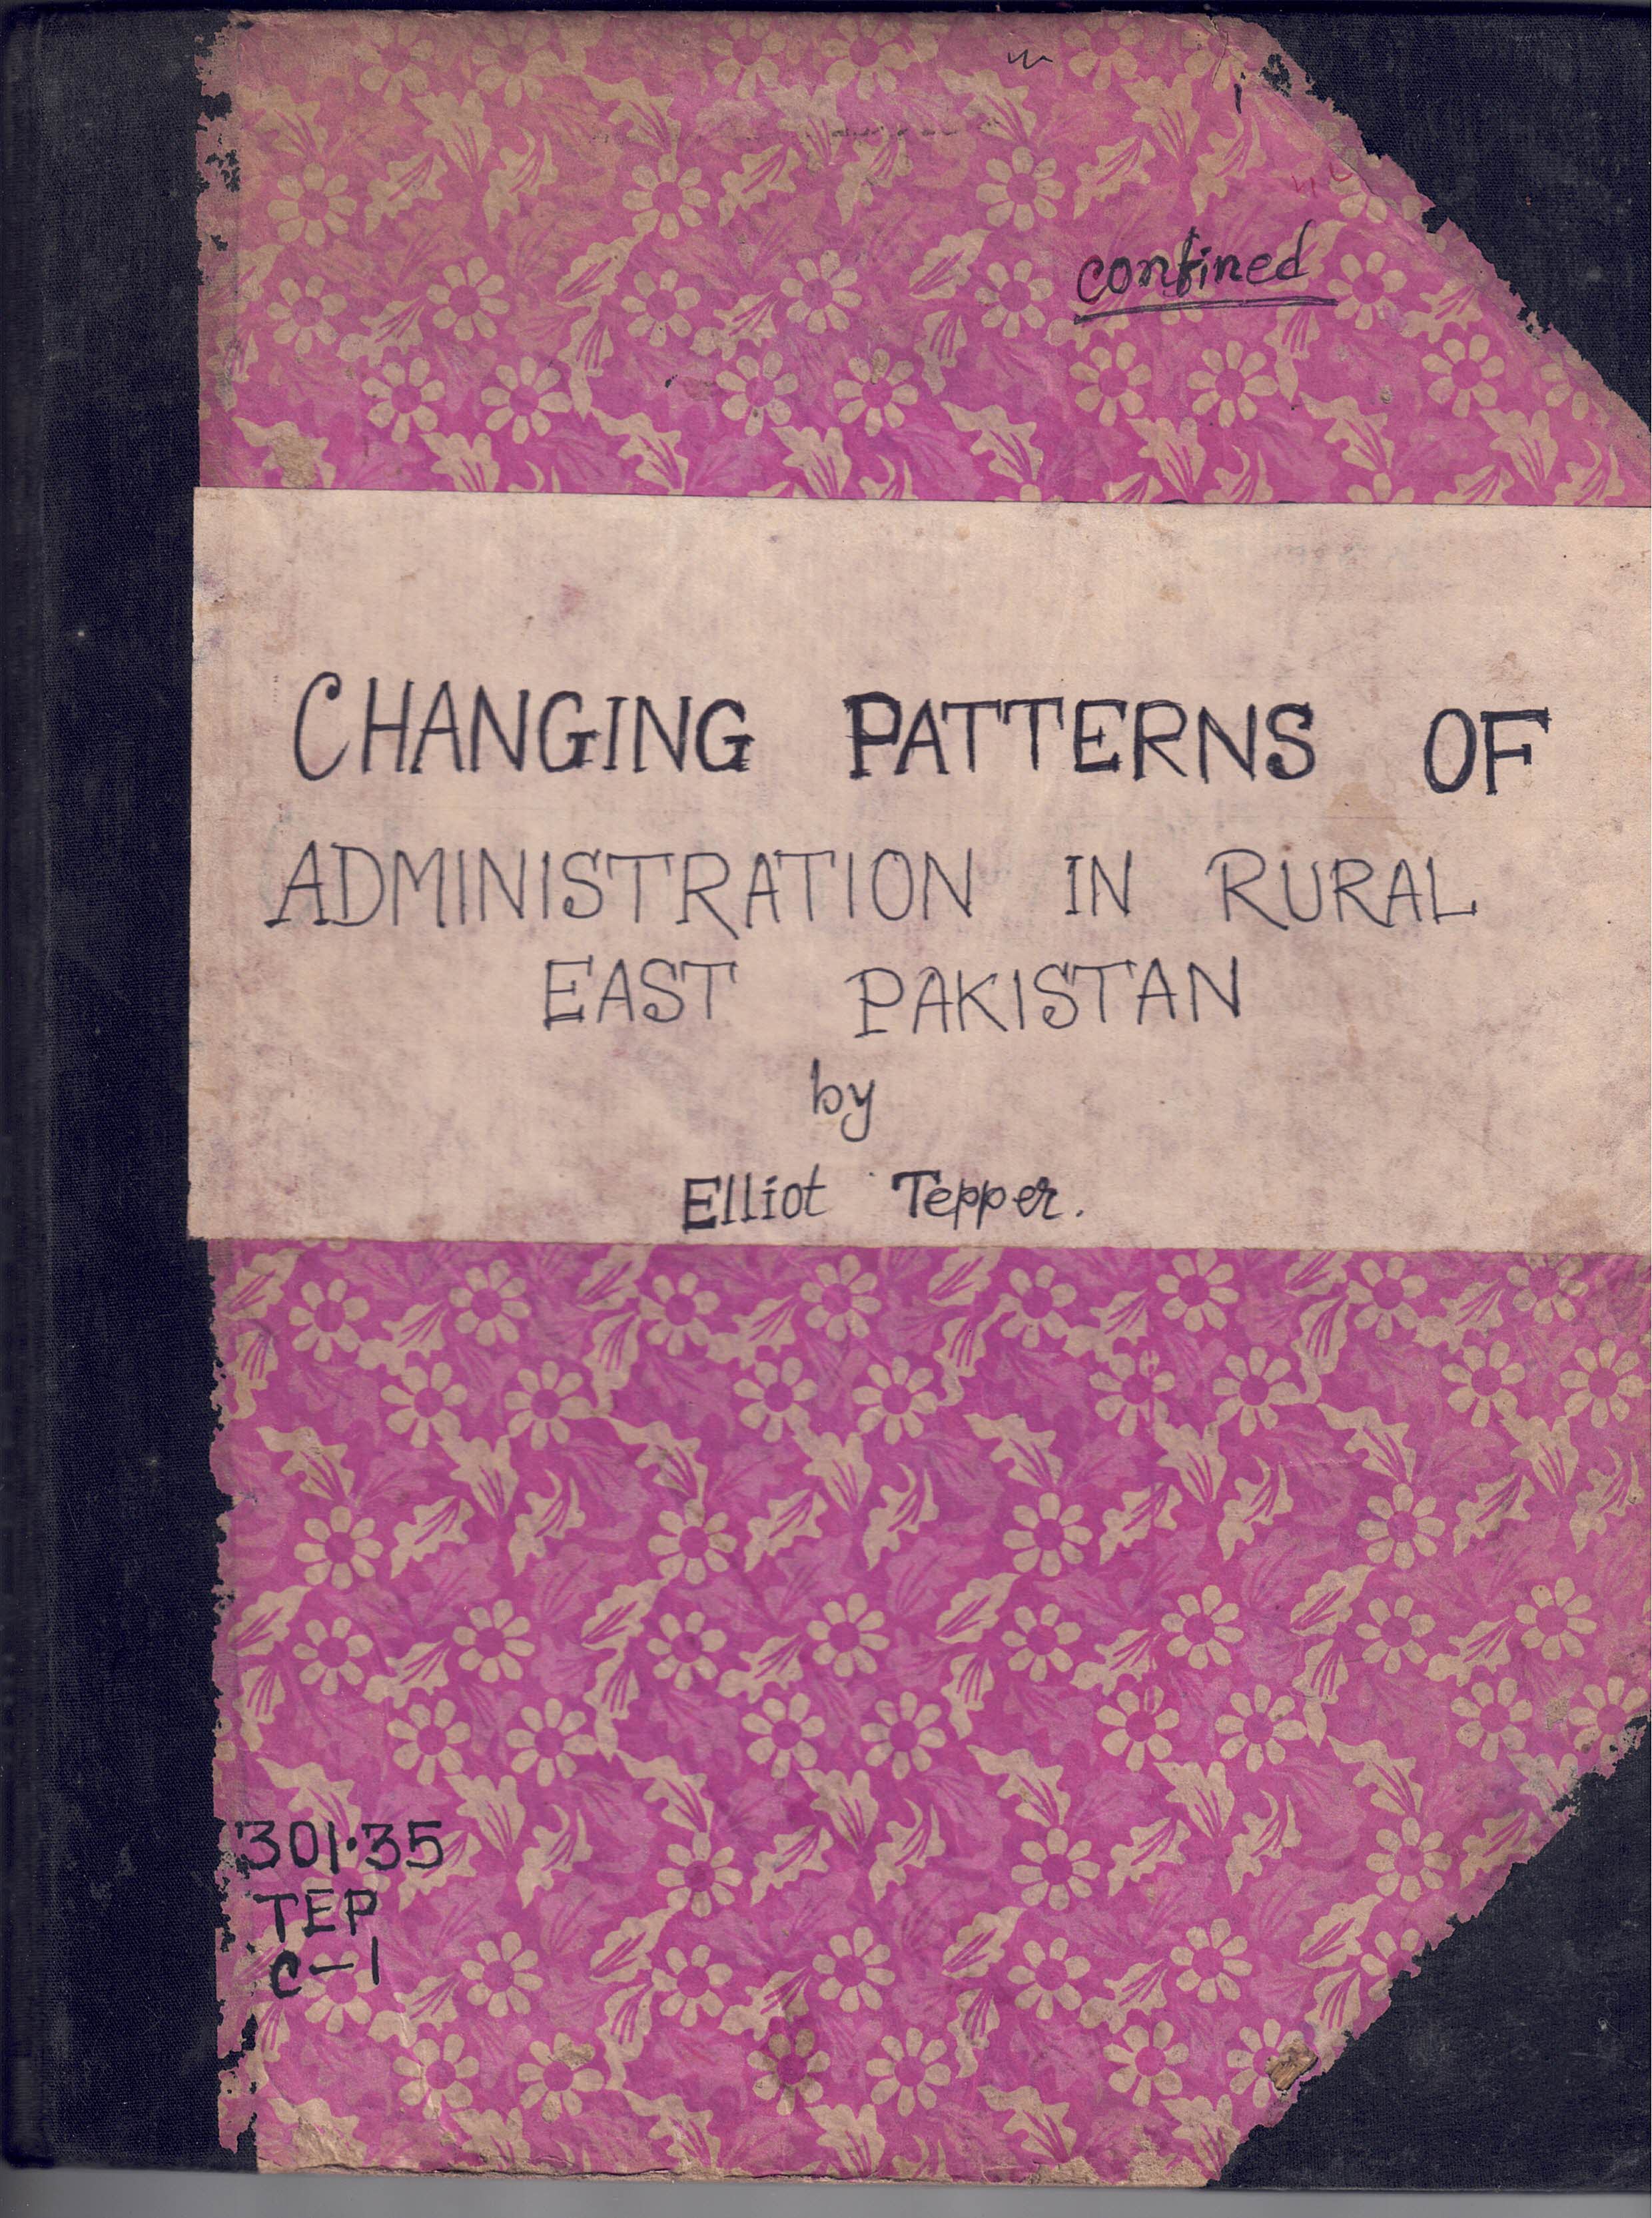 confined
CHANGING PATTERNS OF
ADMINISTRATION IN RURAL
EAST PAKISTAN
by
Elliot Tepper.
301.35
TEP
C-1